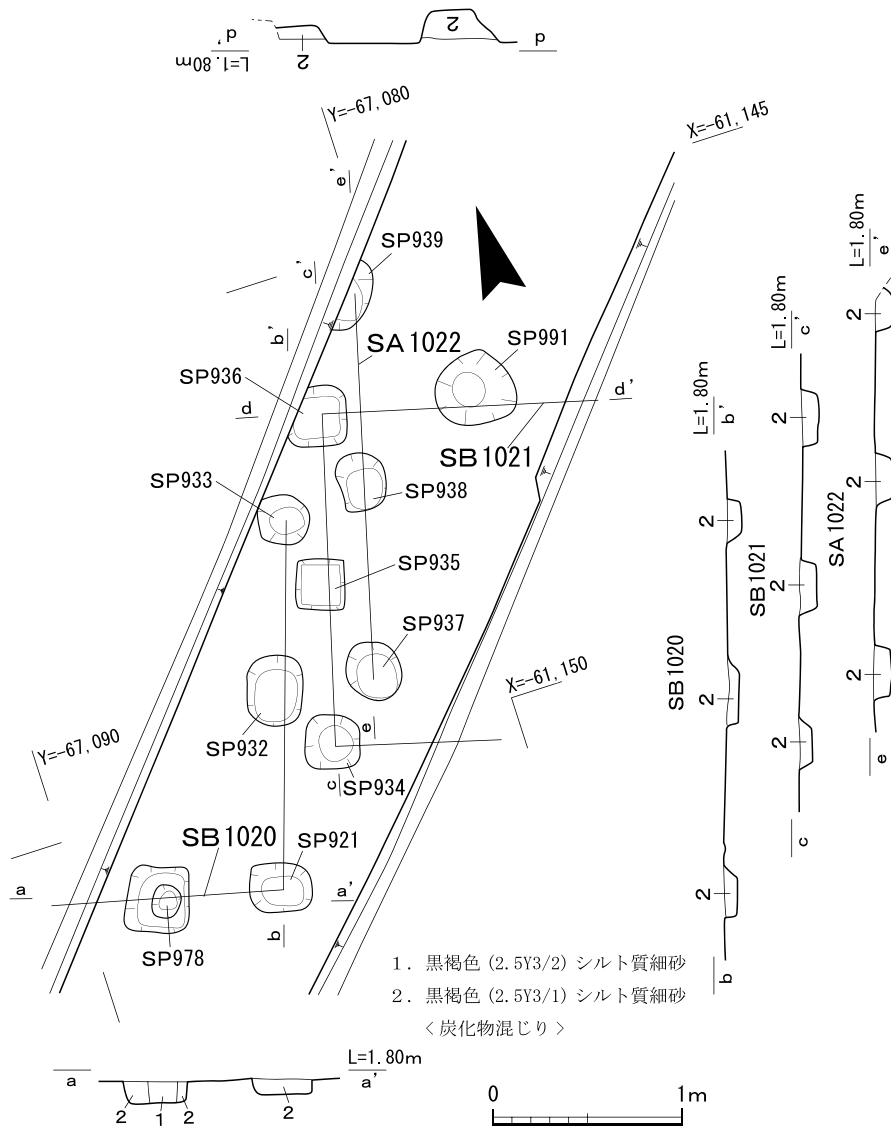 2
2
d'
d
L=1.80m
Y=-67,080
X=-61,145
e'
SP939
c'
L=1.80m
e'
b'
SA1022
SP991
L=1.80m
c'
2
SP936
d
d'
L=1.80m
b'
2
SB1021
SP933
SP938
2
2
SA1022
SP935
SB1021
2
SP937
X=-61,150
SB1020
2
2
e
SP932
2
e
Y=-67,090
c
SP934
SB1020
SP921
c
a
a'
2
b
SP978
1. 黒褐色 (2.5Y3/2) シルト質細砂
b
2. 黒褐色 (2.5Y3/1) シルト質細砂
<炭化物混じり>
L=1.80m
a
a'
2
1
2
2
0
1m